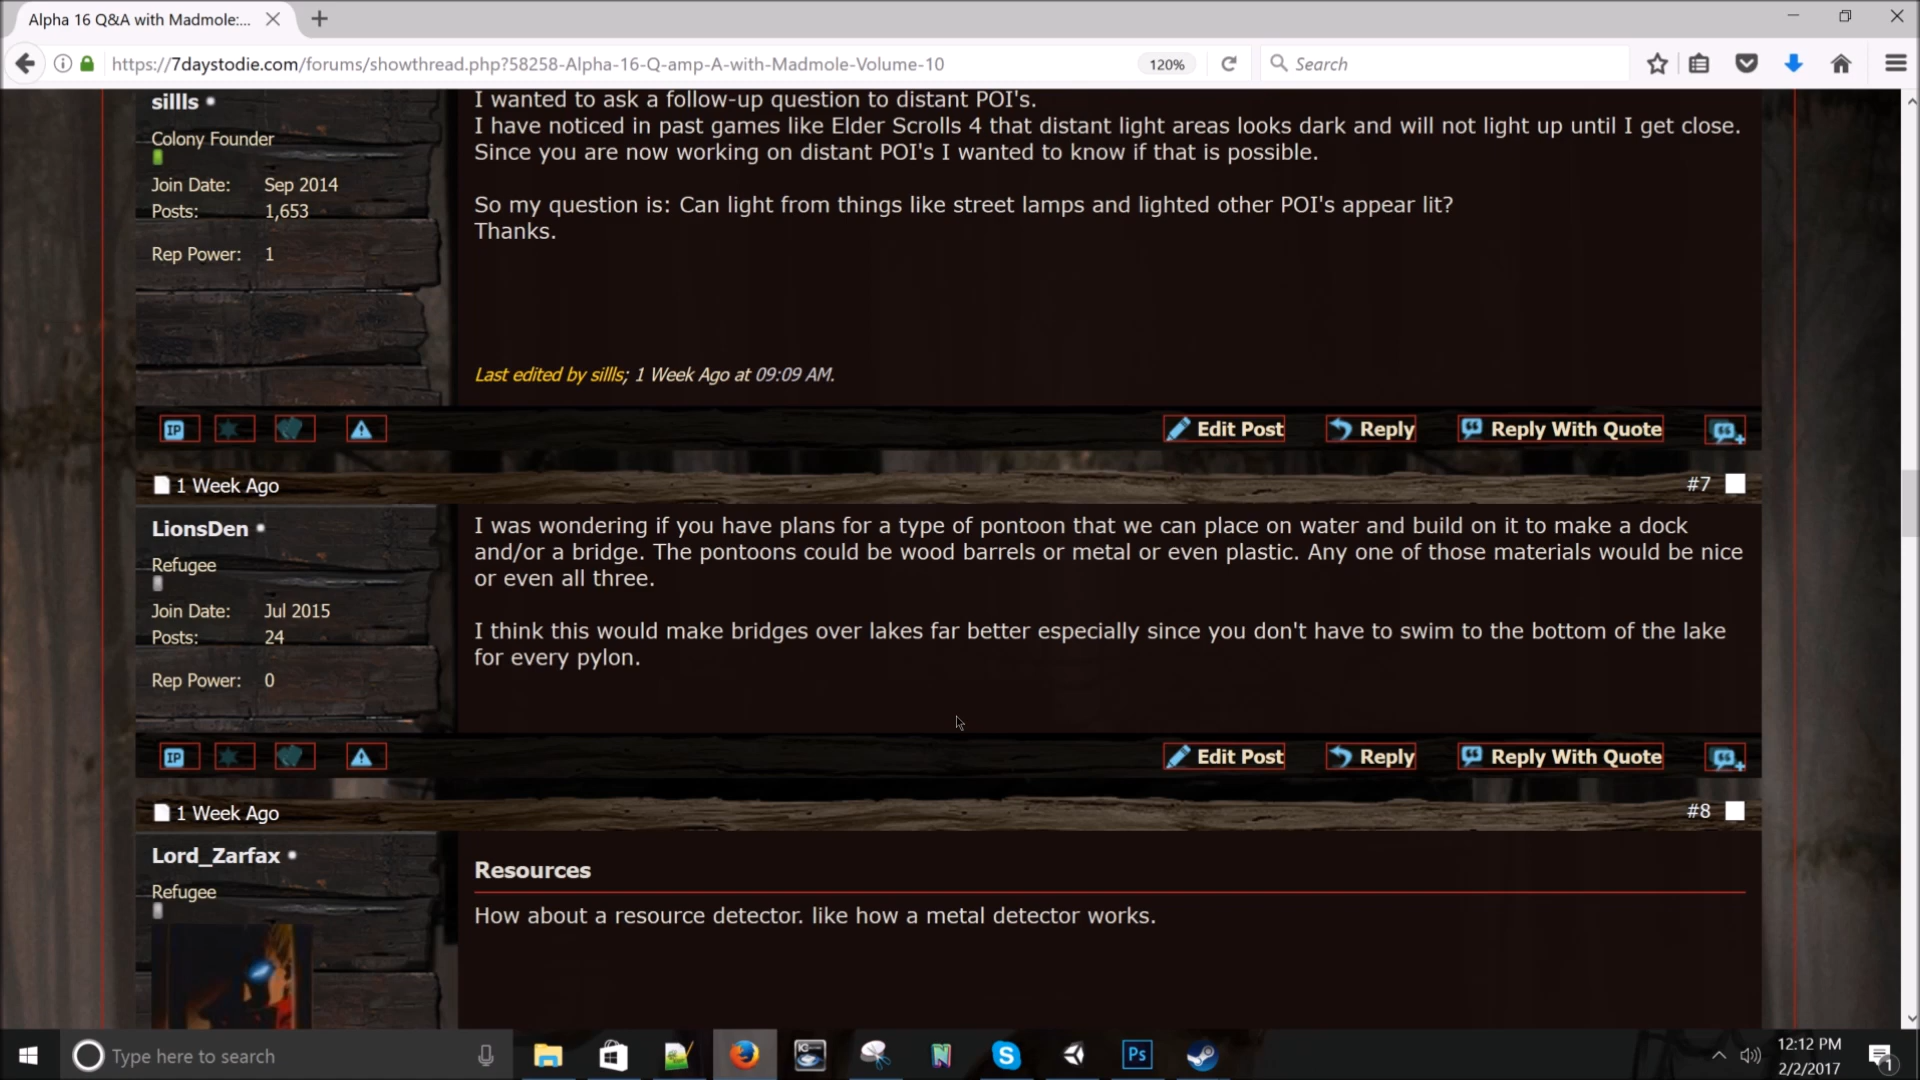 Alpha 16 Q&A with Madmole:...
https://7daystodie.com/forums/showthread.php?58258-Alpha-16-Q-amp-A-with-Madmole-Volume-10
120%
Search
sillls
Colony Founder
Join Date: Sep 2014
Posts: 1,653
Rep Power: 1
I wanted to ask a follow-up question to distant POI's.
I have noticed in past games like Elder Scrolls 4 that distant light areas looks dark and will not light up until I get close.
Since you are now working on distant POI's I wanted to know if that is possible.
So my question is: Can light from things like street lamps and lighted other POI's appear lit?
Thanks.
Last edited by sillls; 1 Week Ago at 09:09 AM.
IP
Edit Post
Reply
Reply With Quote
1 Week Ago
#7
LionsDen
Refugee
Join Date: Jul 2015
Posts: 24
Rep Power: 0
I was wondering if you have plans for a type of pontoon that we can place on water and build on it to make a dock
and/or a bridge. The pontoons could be wood barrels or metal or even plastic. Any one of those materials would be nice
or even all three.
I think this would make bridges over lakes far better especially since you don't have to swim to the bottom of the lake
for every pylon.
IP
Edit Post
Reply
Reply With Quote
1 Week Ago
#8
Lord_Zarfax
Refugee
Resources
How about a resource detector. like how a metal detector works.
Type here to search
N
S
Ps
12:12 PM
2/2/2017
1